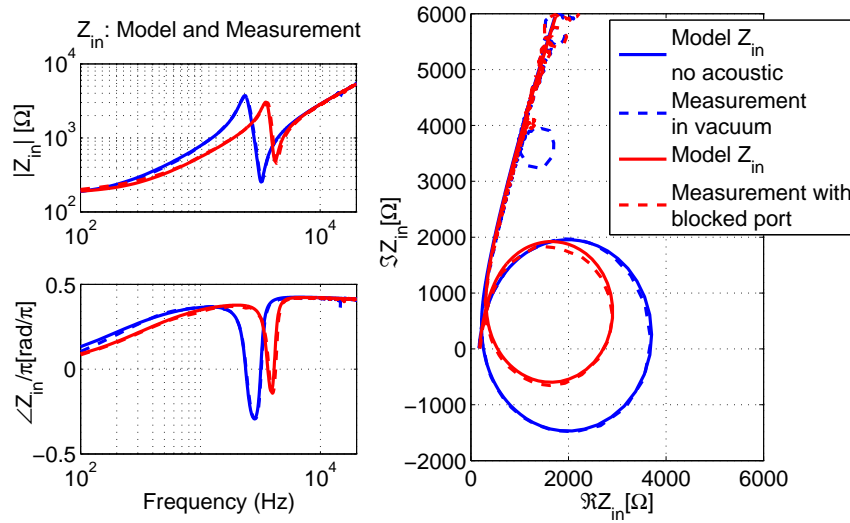 Z_in: Model and Measurement
|Z_in| [Ω]
10^4
10^3
10^2
10^2
10^4
∠Z_in/π[rad/π]
0.5
0
−0.5
10^2
10^4
Frequency (Hz)
ℑZ_in[Ω]
6000
5000
4000
3000
2000
1000
0
−1000
−2000
0
2000
4000
6000
ℜZ_in[Ω]
Model Z_in
no acoustic
Measurement
in vacuum
Model Z_in
Measurement with
blocked port